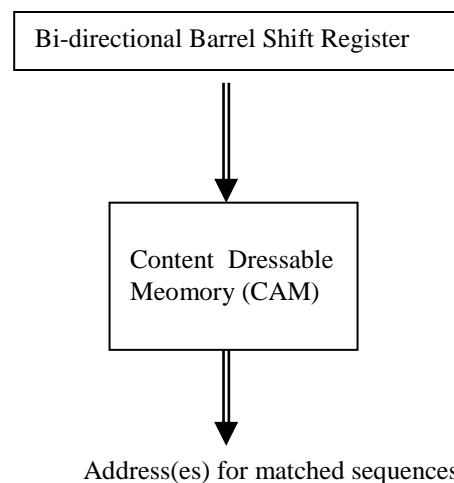 Bi-directional Barrel Shift Register
Content Dressable
Meomory (CAM)
Address(es) for matched sequences